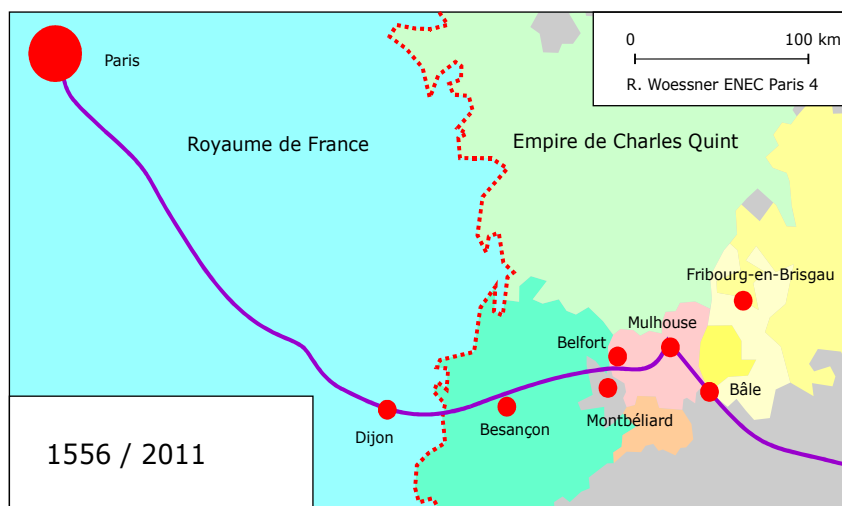 Paris
0 100 km
R. Woessner ENEC Paris 4
Royaume de France
Empire de Charles Quint
Fribourg-en-Brisgau
Mulhouse
Belfort
Bâle
Montbéliard
Besançon
Dijon
1556 / 2011